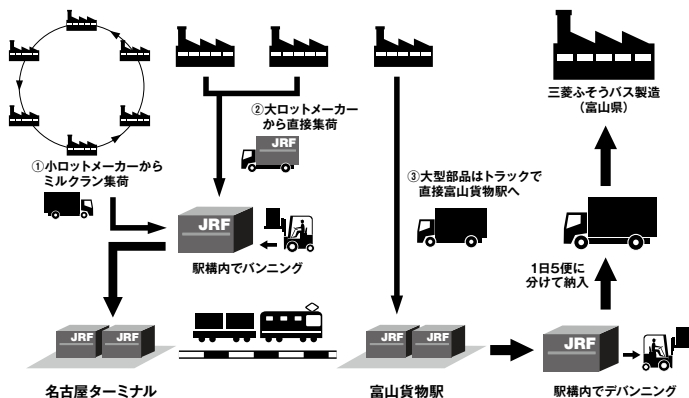 ①小ロットメーカーから
ミルクラン集荷
②大ロットメーカー
から直接集荷
JRF
JRF
駅構内でバンニング
③大型部品はトラックで
直接富山貨物駅へ
三菱ふそうバス製造
(富山県)
1日5便に
分けて納入
JRF JRF
名古屋ターミナル
JRF JRF
富山貨物駅
JRF
駅構内でデバンニング